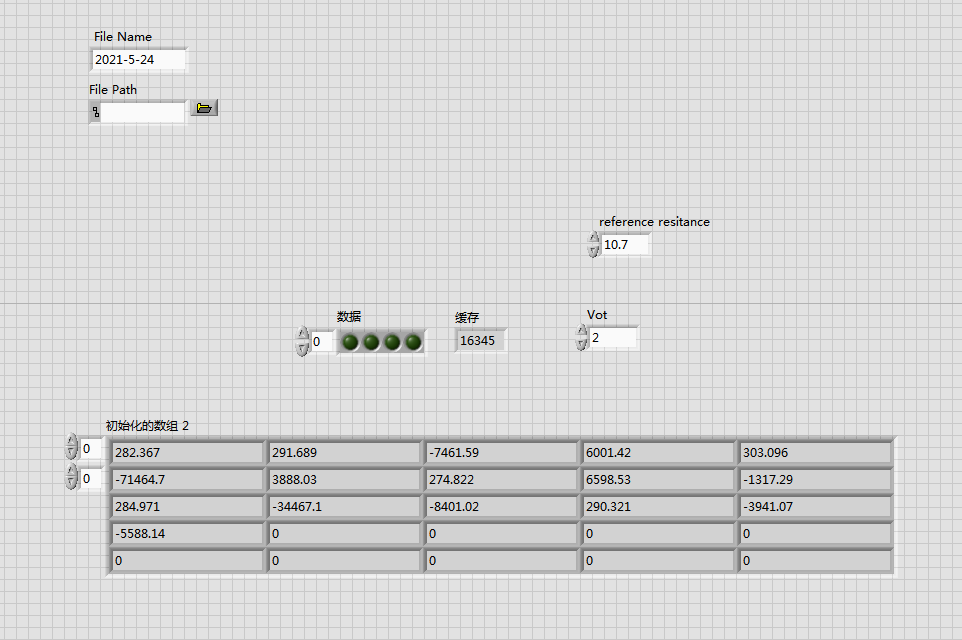 File Name
2021-5-24
File Path
reference resitance
10.7
数据 缓存 Vot
0 16345 2
初始化的数组 2
0 282.367 291.689 -7461.59 6001.42 303.096
0 -71464.7 3888.03 274.822 6598.53 -1317.29
284.971 -34467.1 -8401.02 290.321 -3941.07
-5588.14 0 0 0 0
0 0 0 0 0